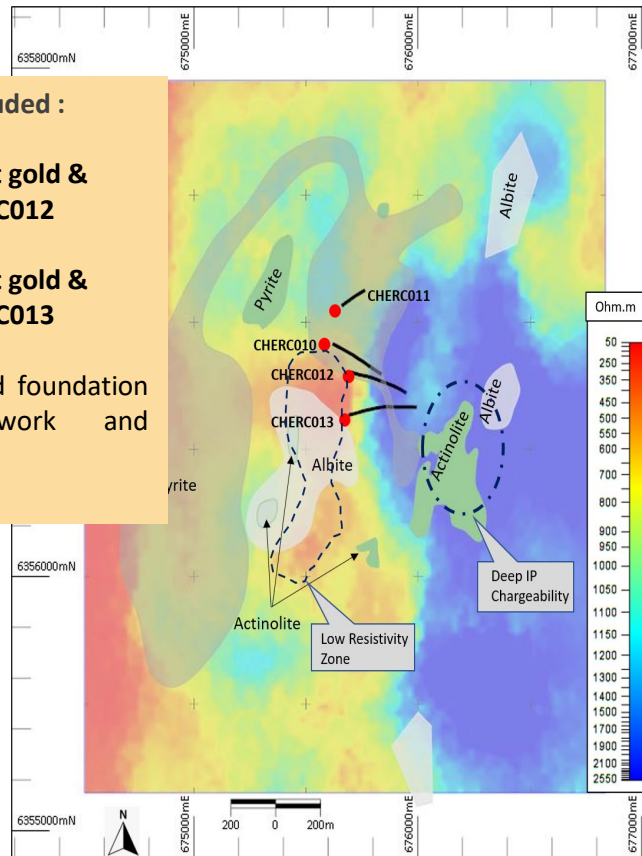 675000mE
676000mE
677000mE
6358000mN
uded :
gold &
C012
gold &
C013
foundation
work and
Albite
Pyrite
CHERC011
CHERC010
CHERC012
CHERC013
Albite
Albite
Actinolite
yrite
Actinolite
Deep IP
Chargeability
Low Resistivity
Zone
6356000mN
6355000mN
Ohm.m
50
250
350
400
450
500
550
600
700
800
900
950
1000
1050
1100
1150
1200
1300
1400
1500
1600
1700
1900
2100
2550
N
200 0 200m
675000mE
676000mE
677000mE